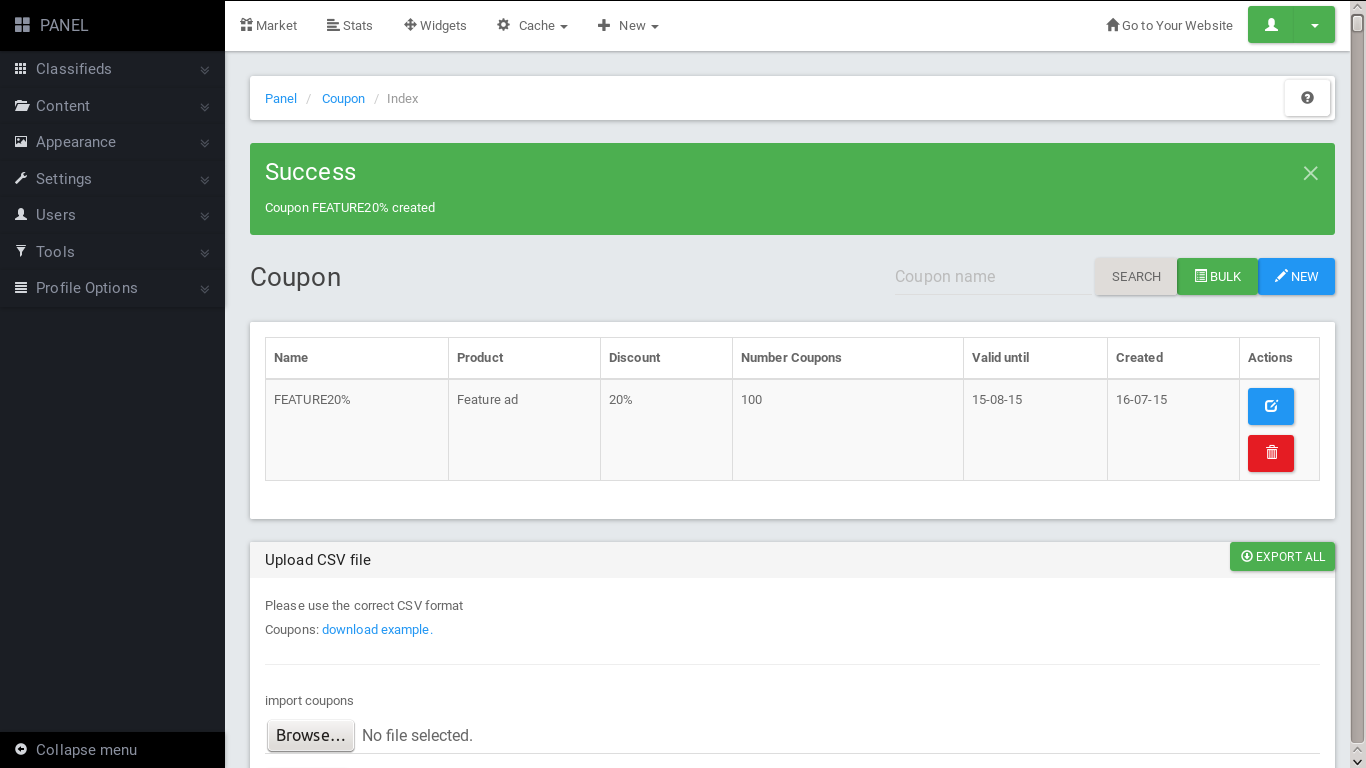 PANEL
Market Stats Widgets Cache New Go to Your Website
Classifieds
Content
Appearance
Settings
Users
Tools
Profile Options
Collapse menu
Panel / Coupon / Index
Success
Coupon FEATURE20% created
Coupon
Coupon name SEARCH BULK NEW
Name Product Discount Number Coupons Valid until Created Actions
FEATURE20% Feature ad 20% 100 15-08-15 16-07-15
Upload CSV file
EXPORT ALL
Please use the correct CSV format
Coupons: download example.
import coupons
Browse... No file selected.